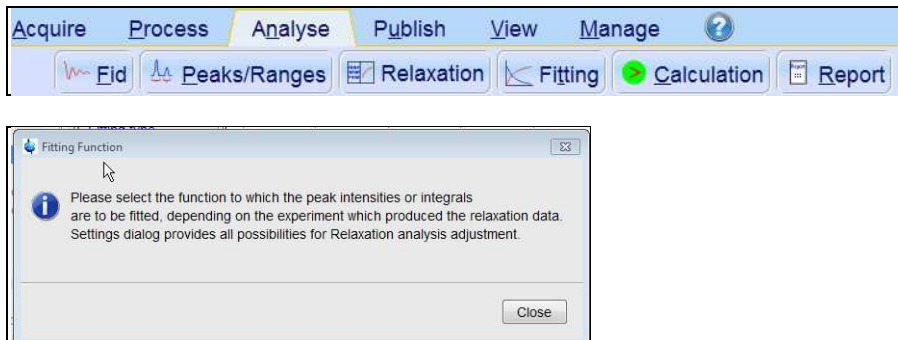 Acquire Process Analyse Publish View Manage ?
Fid Peaks/Ranges Relaxation Fitting Calculation Report
Fitting Function
Please select the function to which the peak intensities or integrals
are to be fitted, depending on the experiment which produced the relaxation data.
Settings dialog provides all possibilities for Relaxation analysis adjustment.
Close